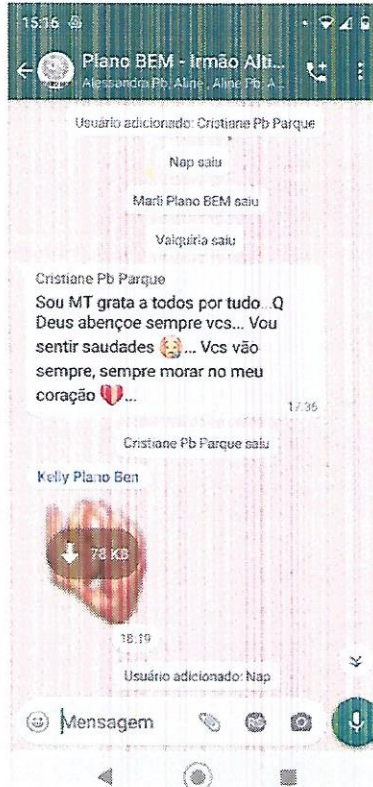 15:36
Plano BEM - Irmão Alti...
Alessandra Pb, Aline, Aline Pb, A...
Usuário adicionado: Cristiane Pb Parque
Nap saiu
Marli Plano BEM saiu
Valquíria saiu
Cristiane Pb Parque
Sou MT grata a todos por tudo...Q
Deus abençoe sempre vcs... Vou
sentir saudades 😢... Vcs vão
sempre, sempre morar no meu
coração 💖...
17:36
Cristiane Pb Parque saiu
Kelly Plano Ben
78 KB
18:19
Usuário adicionado: Nap
Mensagem